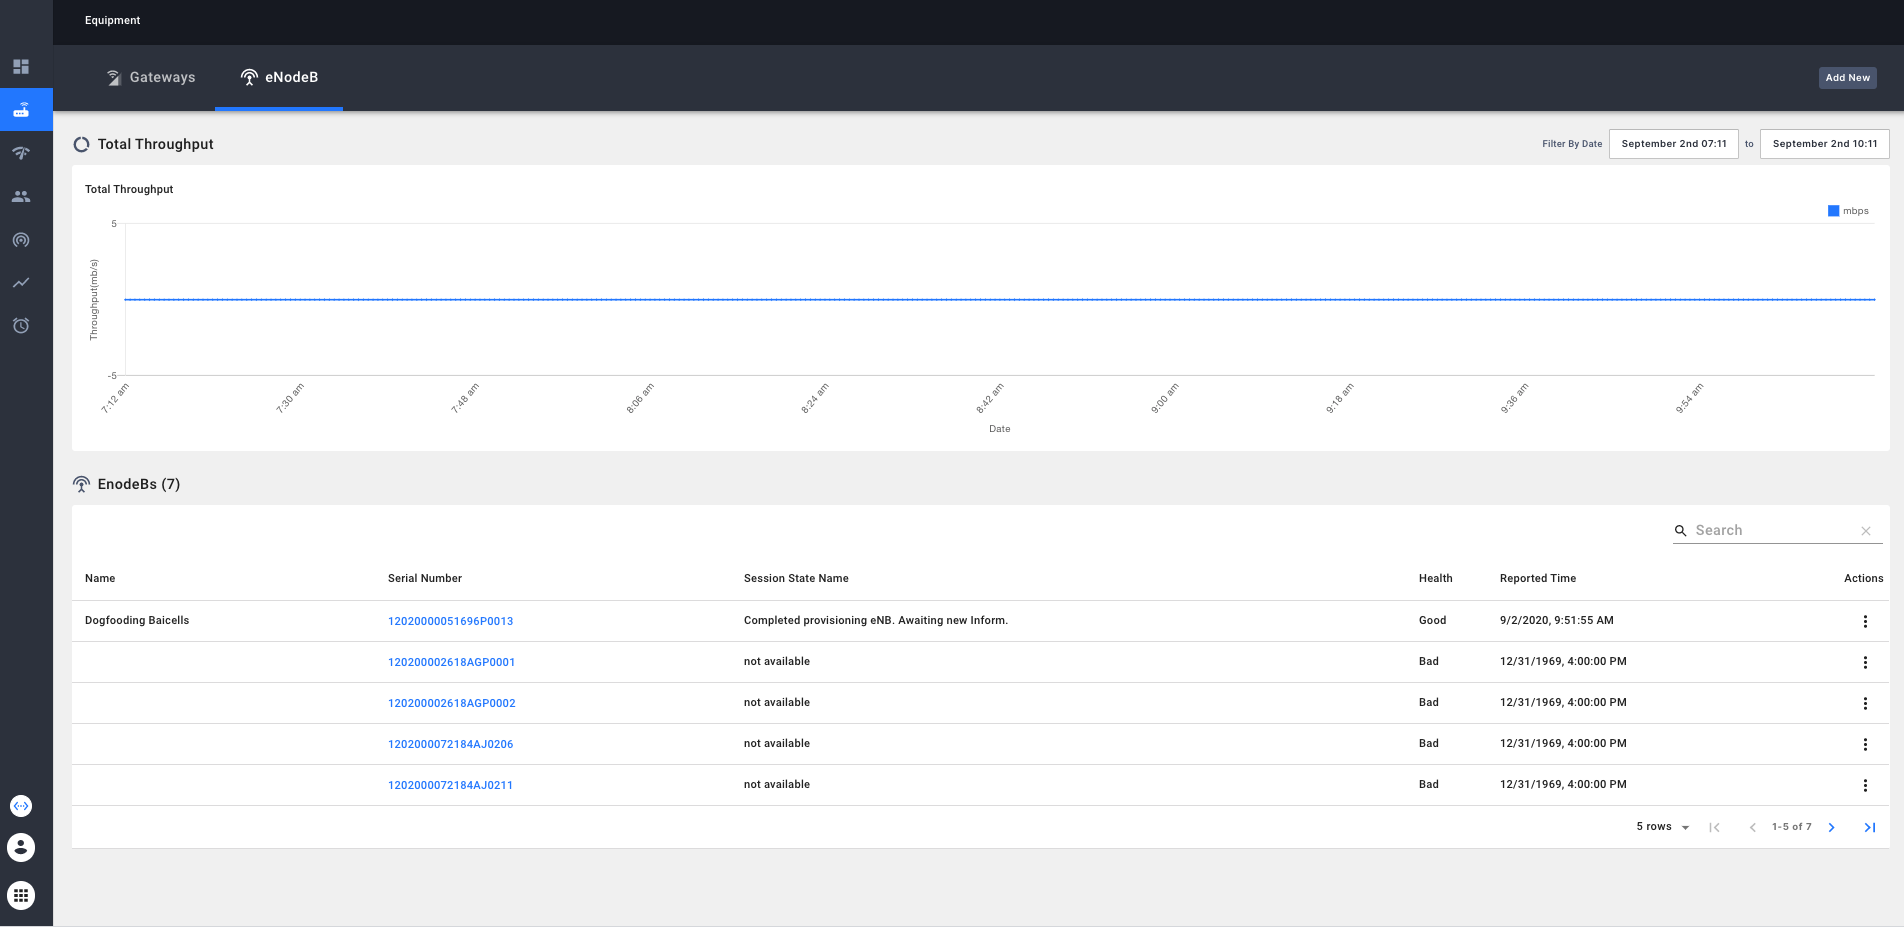 Equipment
Gateways
eNodeB
Add New
Total Throughput
Filter By Date
September 2nd 07:11
to
September 2nd 10:11
Total Throughput
mbps
5
Throughput(mb/s)
-5
7:12 am
7:30 am
7:48 am
8:06 am
8:24 am
8:42 am
9:00 am
9:18 am
9:36 am
9:54 am
Date
EnodeBs (7)
Search
Name Serial Number Session State Name Health Reported Time Actions
Dogfooding Baicells 12020000051696P0013 Completed provisioning eNB. Awaiting new Inform. Good 9/2/2020, 9:51:55 AM
120200002618AGP0001 not available Bad 12/31/1969, 4:00:00 PM
120200002618AGP0002 not available Bad 12/31/1969, 4:00:00 PM
1202000072184AJ0206 not available Bad 12/31/1969, 4:00:00 PM
1202000072184AJ0211 not available Bad 12/31/1969, 4:00:00 PM
5 rows 1-5 of 7